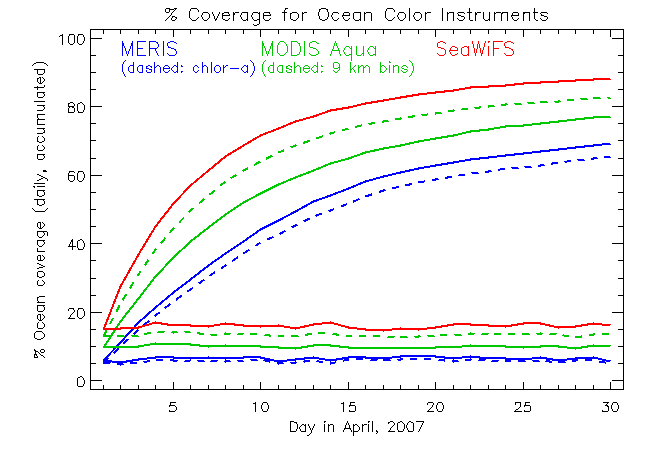 % Coverage for Ocean Color Instruments
MERIS MODIS Aqua SeaWiFS
(dashed: chlor-a) (dashed: 9 km bins)
100
80
60
40
20
0
% Ocean coverage (daily, accumulated)
5 10 15 20 25 30
Day in April, 2007